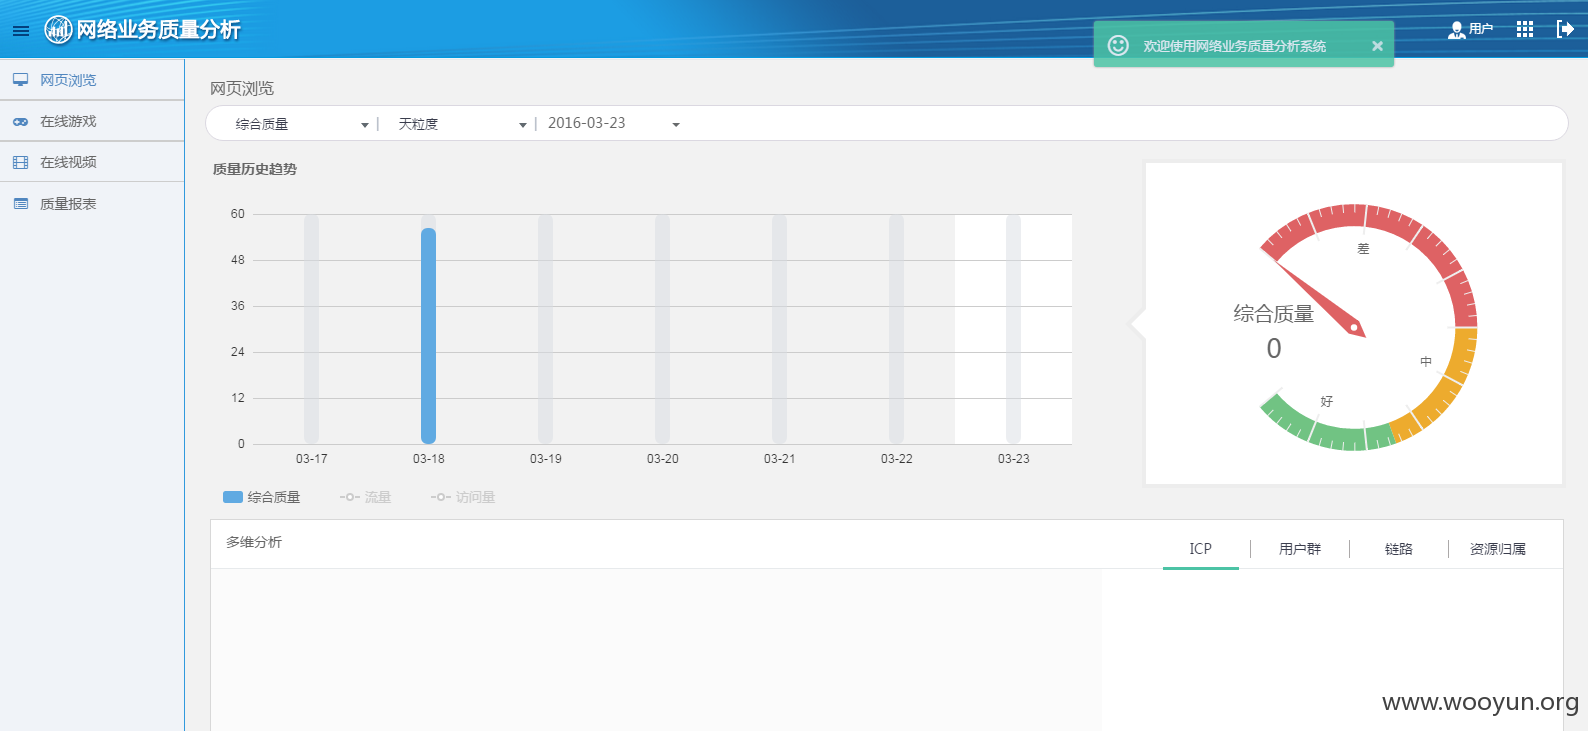 网络业务质量分析
欢迎使用网络业务质量分析系统
用户
网页浏览
在线游戏
在线视频
质量报表
网页浏览
综合质量 | 天粒度 | 2016-03-23
质量历史趋势
60
48
36
24
12
0
03-17 03-18 03-19 03-20 03-21 03-22 03-23
综合质量 流量 访问量
差
综合质量
0
中
好
多维分析
ICP 用户群 链路 资源归属
www.wooyun.org